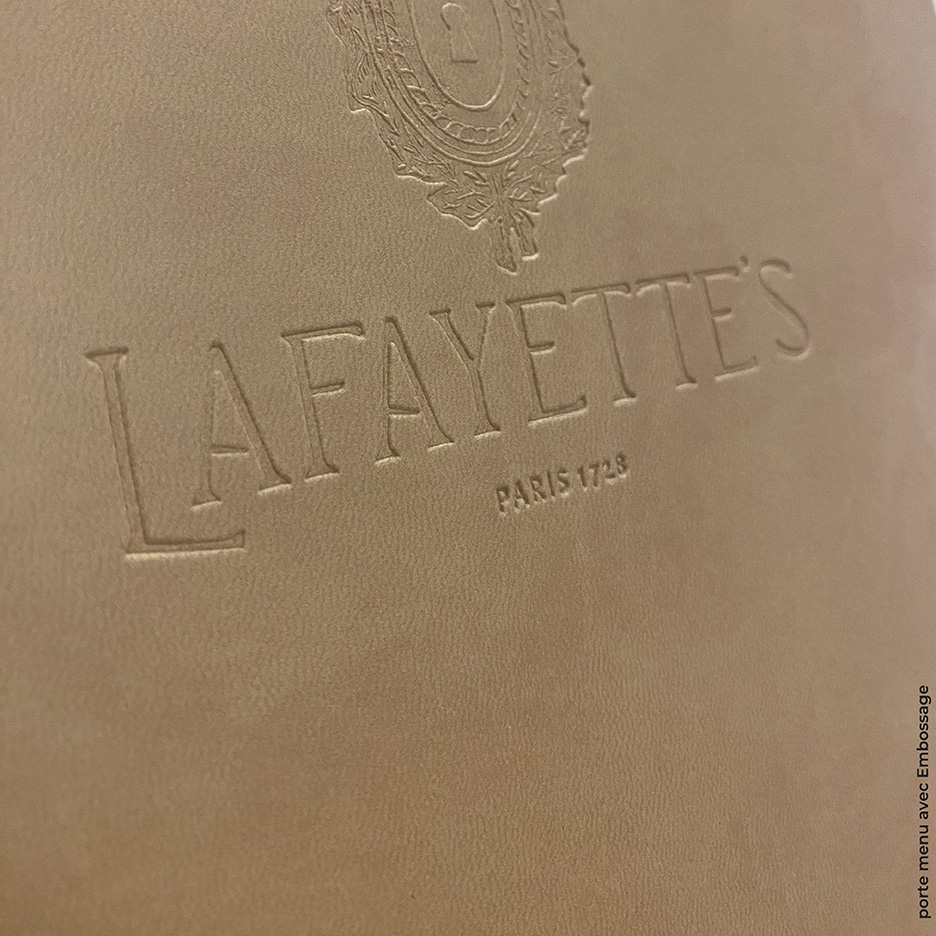 LAFAYETTE'S
PARIS 1728
porte menu avec Embossage